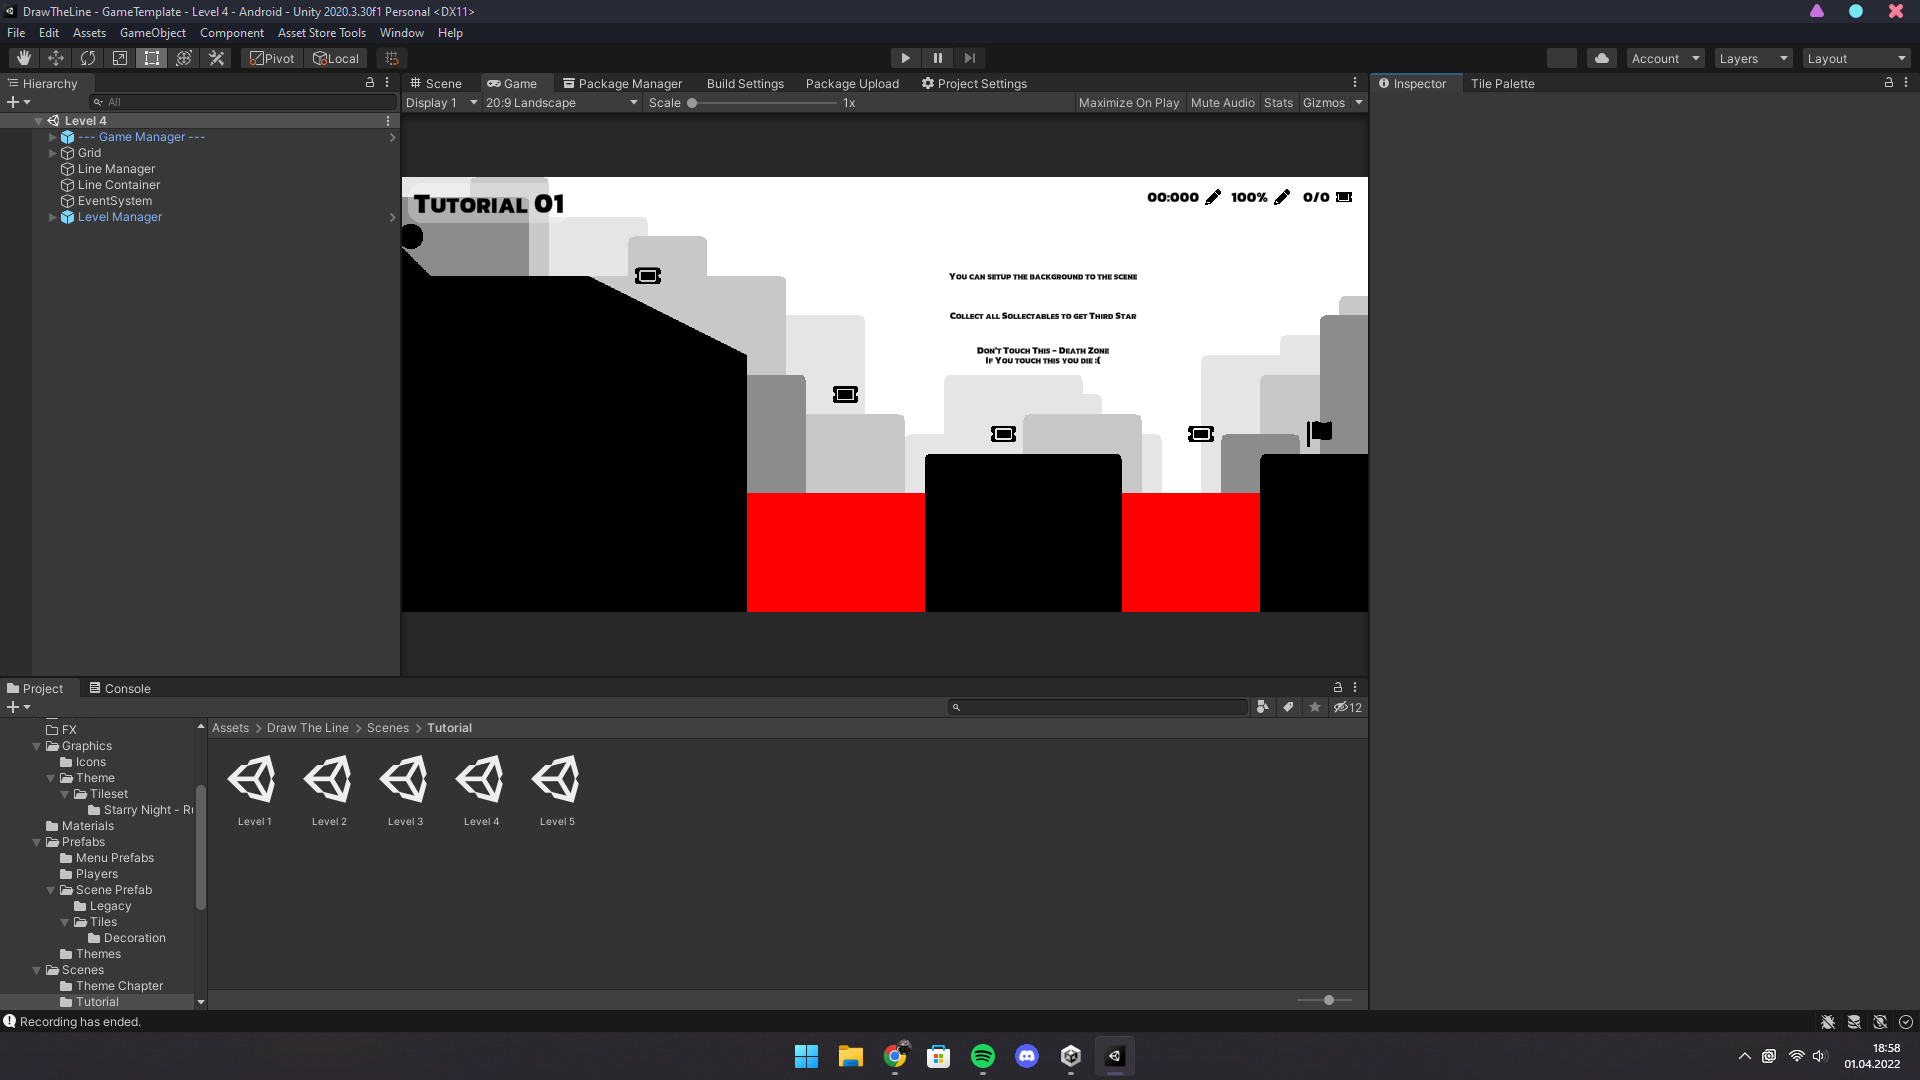 DrawTheLine - GameTemplate - Level 4 - Android - Unity 2020.3.30f1 Personal <DX11>
File Edit Assets GameObject Component Asset Store Tools Window Help
Pivot Local Account Layers Layout
Hierarchy
All
Level 4
--- Game Manager ---
Grid
Line Manager
Line Container
EventSystem
Level Manager
Scene Game Package Manager Build Settings Package Upload Project Settings
Display 1 20:9 Landscape Scale 1x Maximize On Play Mute Audio Stats Gizmos
Tutorial 01
00:000 100% 0/0
You can setup the background to the scene
Collect all Sollectables to get Third Star
Don't Touch This - Death Zone
If You touch this you die :(
Inspector Tile Palette
Project Console
12
FX
Graphics
Icons
Theme
Tileset
Starry Night - R
Materials
Prefabs
Menu Prefabs
Players
Scene Prefab
Legacy
Tiles
Decoration
Themes
Scenes
Theme Chapter
Tutorial
Assets > Draw The Line > Scenes > Tutorial
Level 1 Level 2 Level 3 Level 4 Level 5
Recording has ended.
18:58
01.04.2022